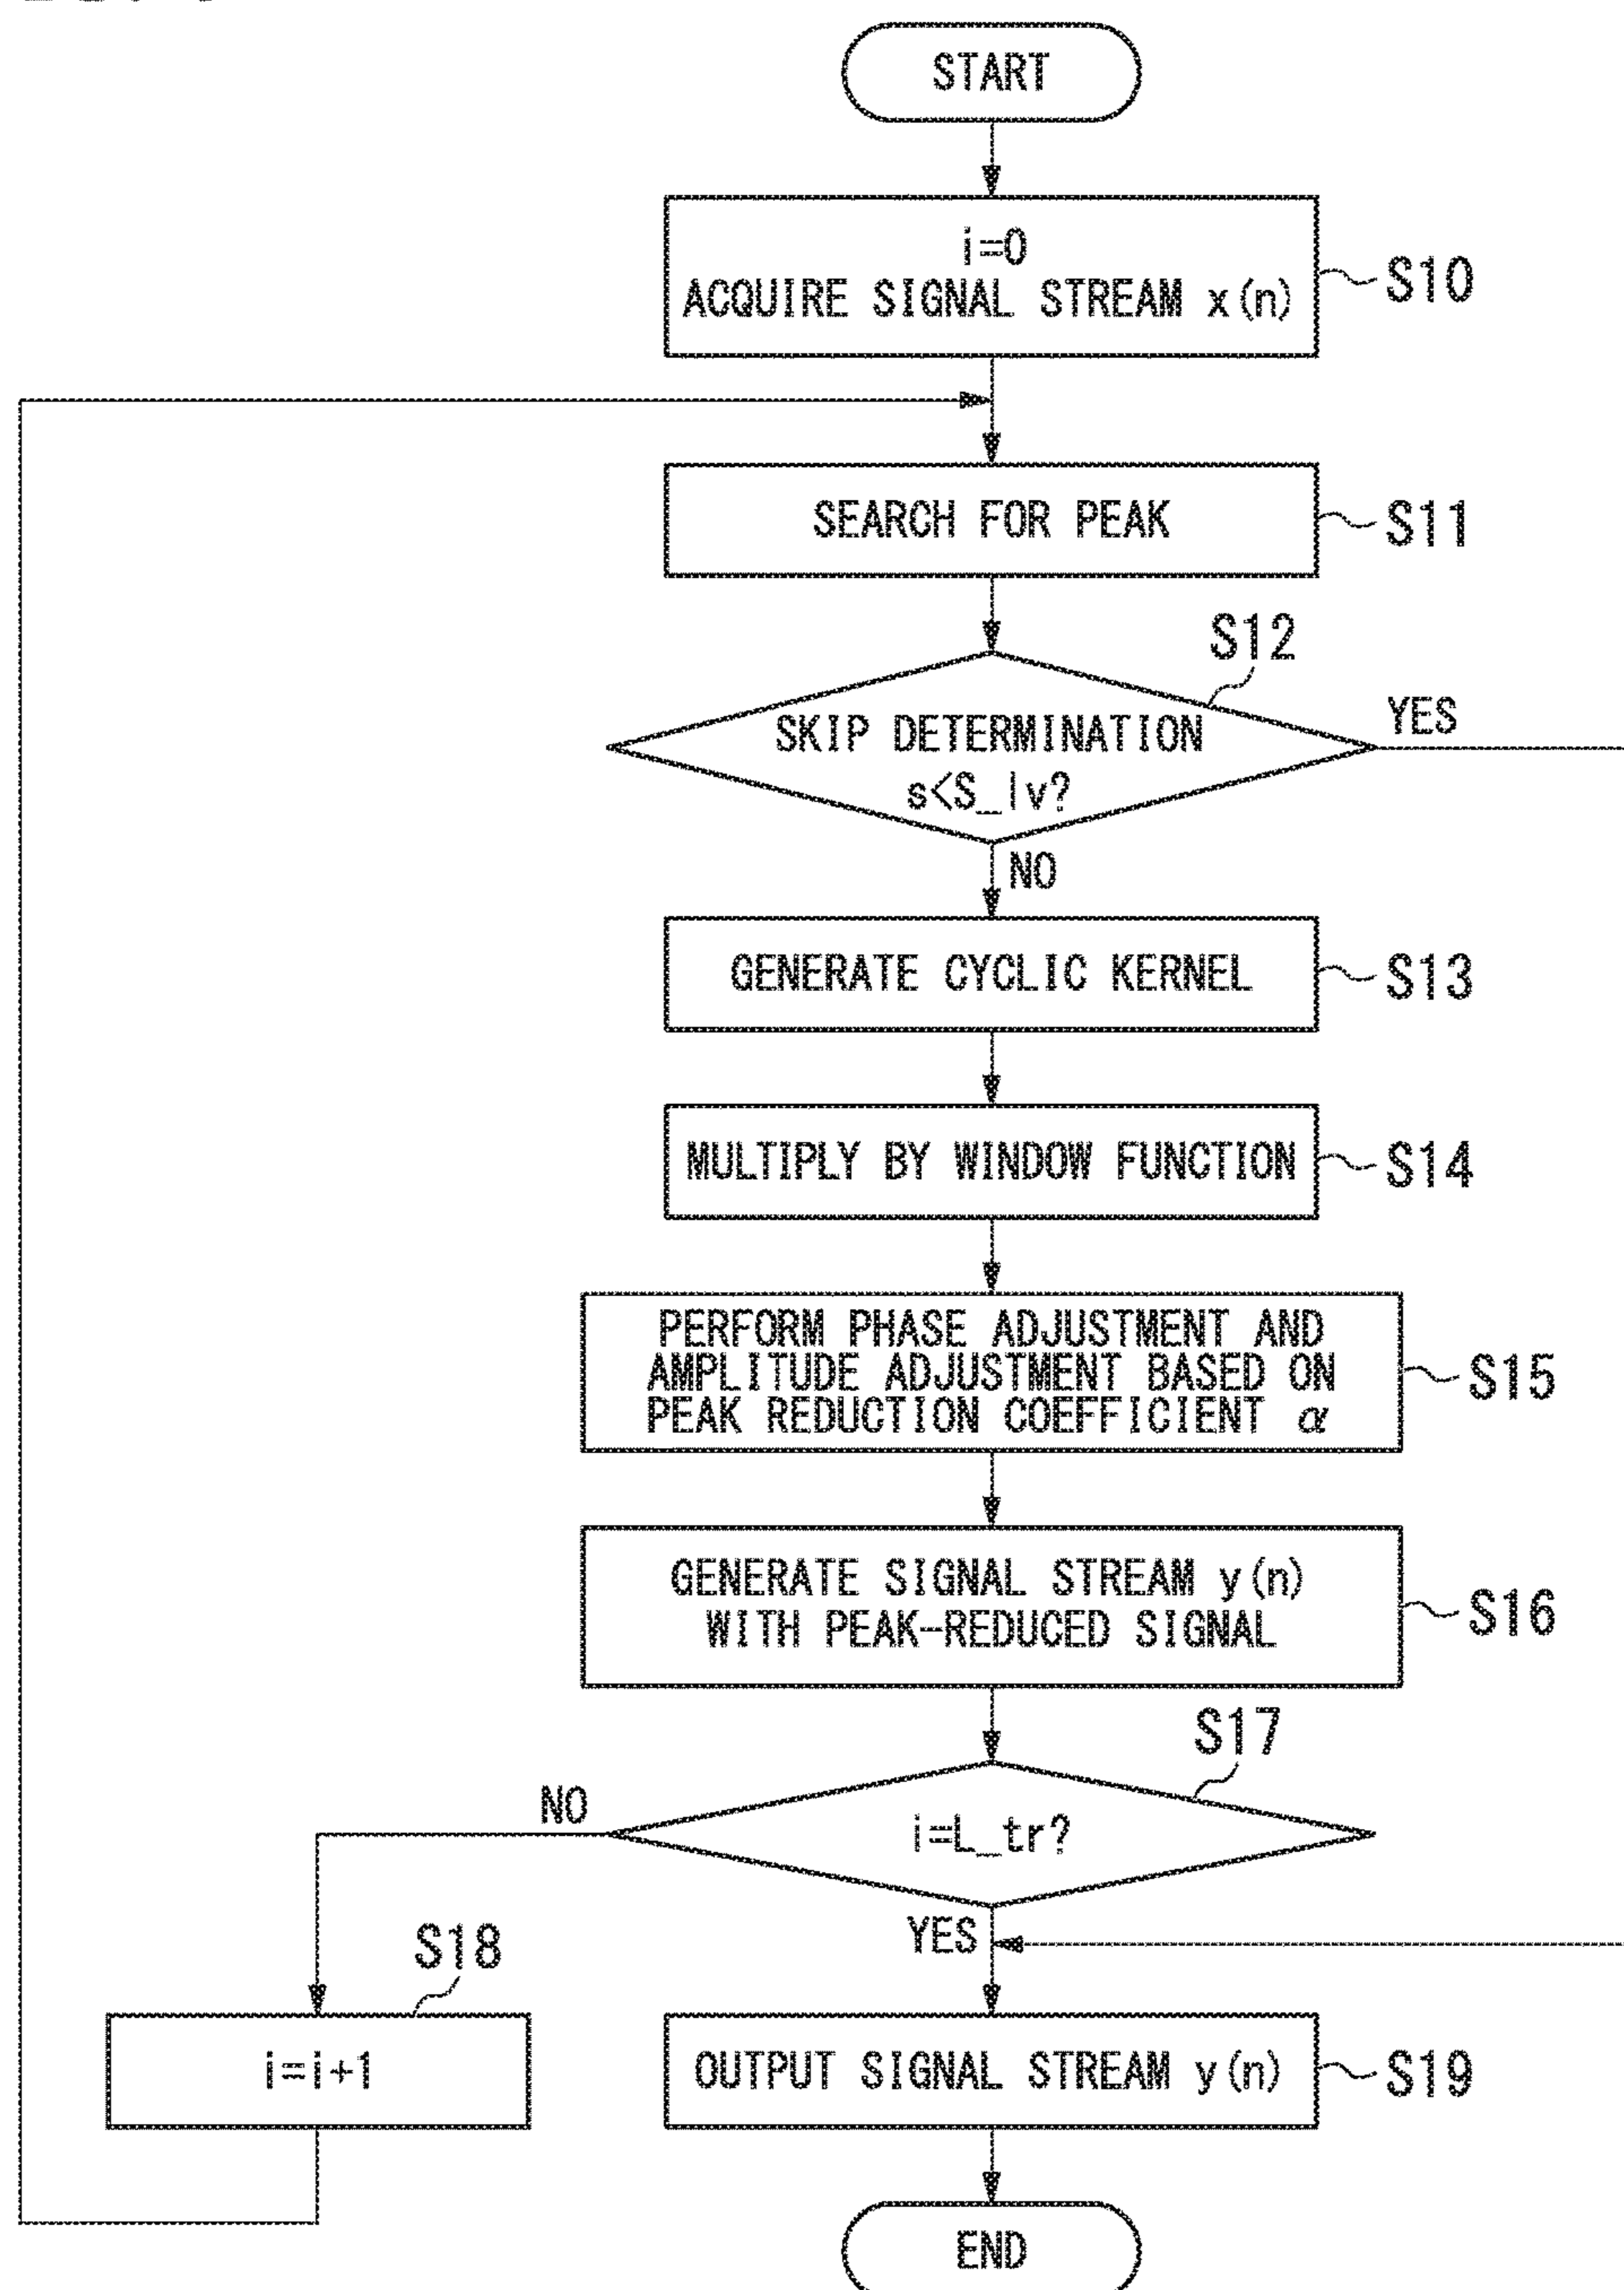 START
i=0
ACQUIRE SIGNAL STREAM x(n)
S10
SEARCH FOR PEAK
S11
S12
SKIP DETERMINATION
s<S_lv?
YES
NO
GENERATE CYCLIC KERNEL
S13
MULTIPLY BY WINDOW FUNCTION
S14
PERFORM PHASE ADJUSTMENT AND
AMPLITUDE ADJUSTMENT BASED ON
PEAK REDUCTION COEFFICIENT α
S15
GENERATE SIGNAL STREAM y(n)
WITH PEAK-REDUCED SIGNAL
S16
S17
i=L_tr?
NO
YES
S18
i=i+1
OUTPUT SIGNAL STREAM y(n)
S19
END